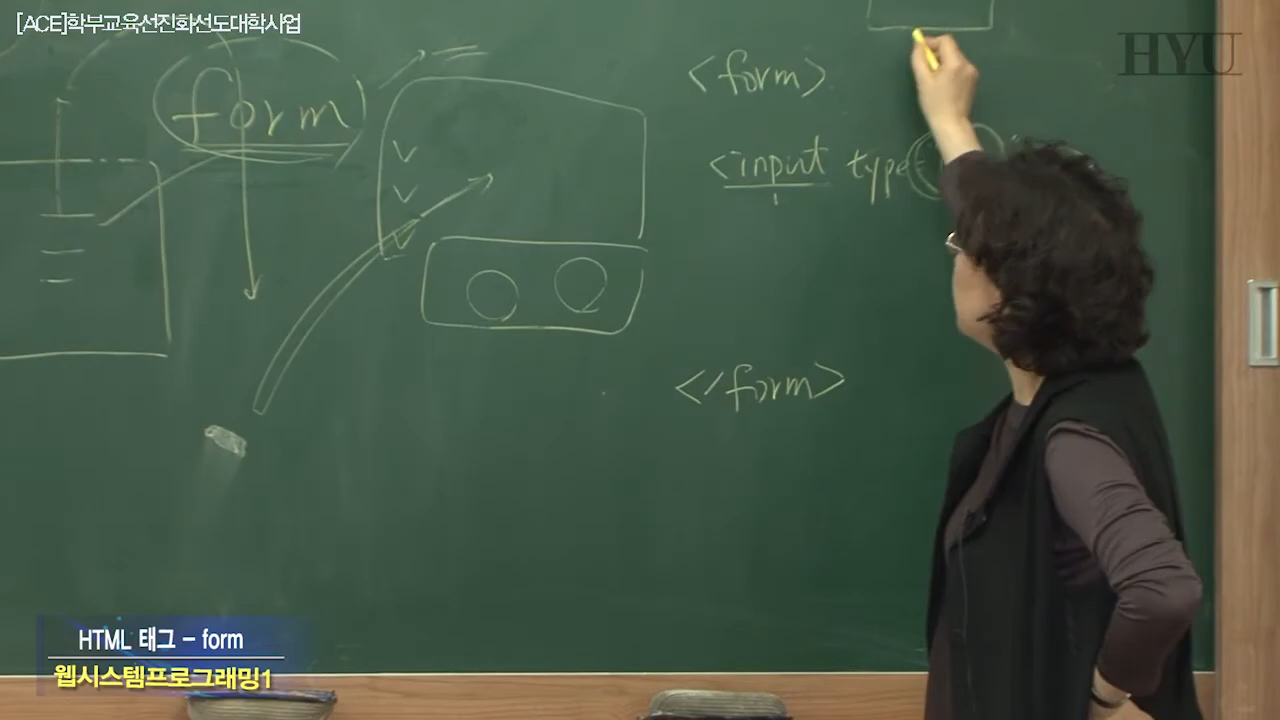 [ACE]학부교육선진화선도대학사업
HYU
form
<form>
<input type=
</form>
HTML 태그 – form
웹시스템프로그래밍1